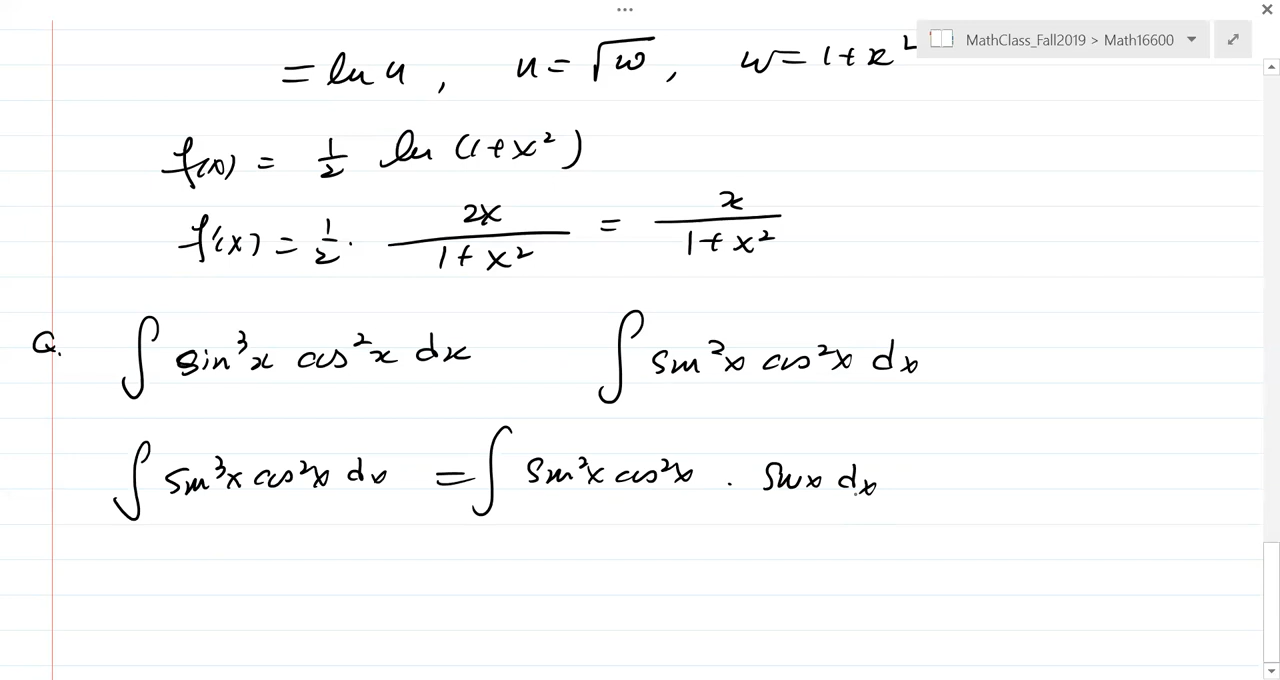 MathClass_Fall2019 > Math16600
= ln u , u = √w , w = 1 + x²
f(x) = 1/2 ln (1 + x²)
f'(x) = 1/2 · 2x/(1 + x²) = x/(1 + x²)
Q. ∫ sin³x cos²x dx ∫ sin²x cos²x dx
∫ sin³x cos²x dx = ∫ sin²x cos²x · sin x dx